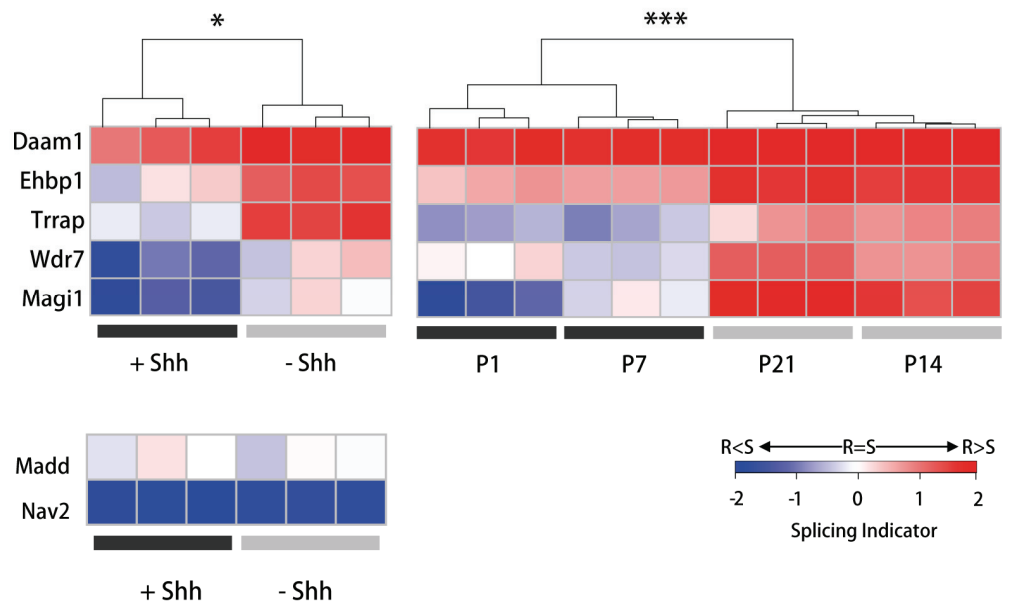 * ***
Daam1
Ehbp1
Trrap
Wdr7
Magi1
+ Shh - Shh P1 P7 P21 P14
Madd
Nav2
+ Shh - Shh
R<S R=S R>S
-2 -1 0 1 2
Splicing Indicator